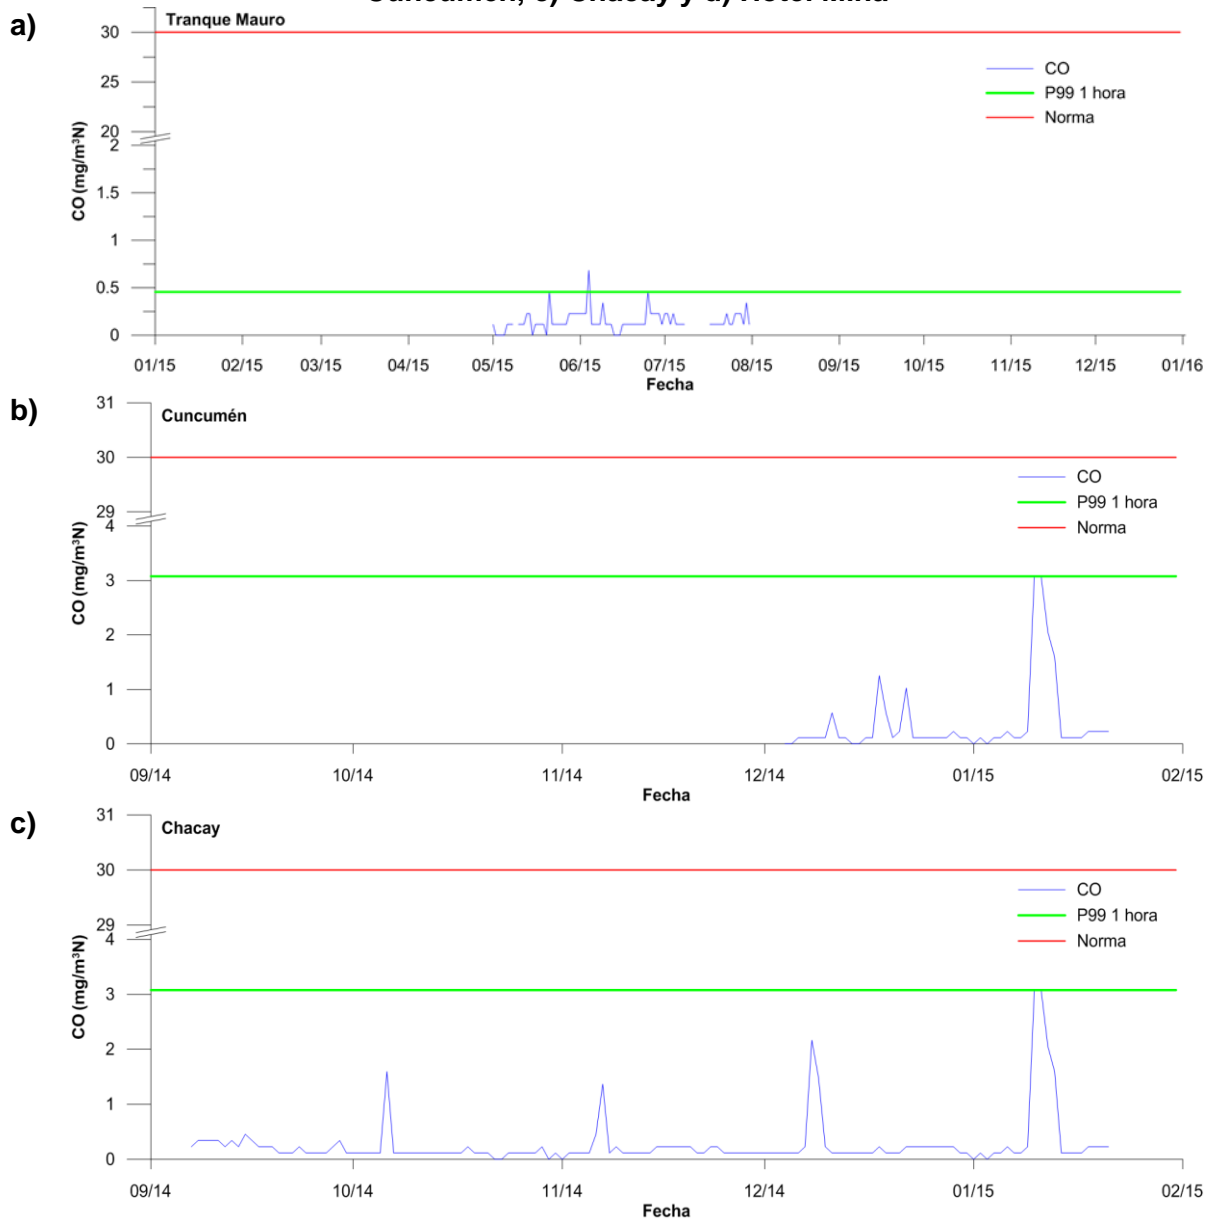 a)
Tranque Mauro
30
25
20
2
1.5
1
0.5
0
CO (mg/m³N)
CO
P99 1 hora
Norma
01/15 02/15 03/15 04/15 05/15 06/15 07/15 08/15 09/15 10/15 11/15 12/15 01/16
Fecha
b)
Cuncumén
31
30
29
4
3
2
1
0
CO (mg/m³N)
CO
P99 1 hora
Norma
09/14 10/14 11/14 12/14 01/15 02/15
Fecha
c)
Chacay
31
30
29
4
3
2
1
0
CO (mg/m³N)
CO
P99 1 hora
Norma
09/14 10/14 11/14 12/14 01/15 02/15
Fecha